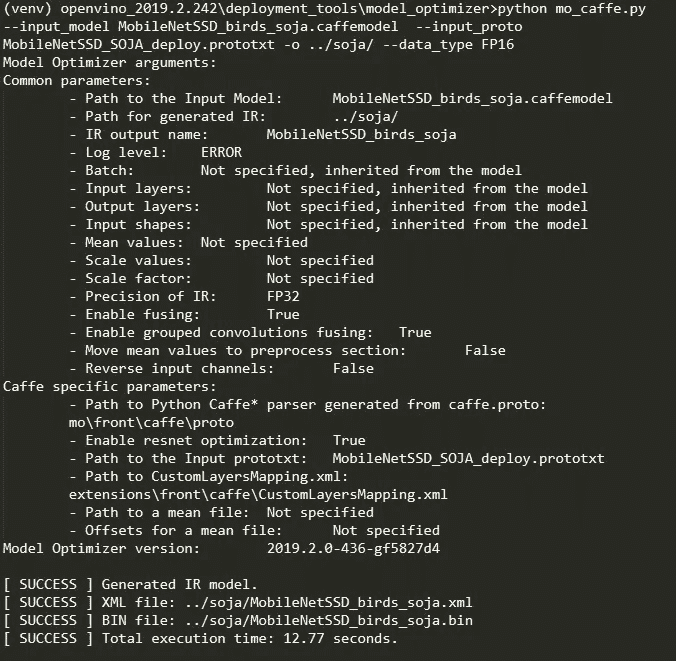 (venv) openvino_2019.2.242\deployment_tools\model_optimizer>python mo_caffe.py
--input_model MobileNetSSD_birds_soja.caffemodel  --input_proto
MobileNetSSD_SOJA_deploy.prototxt -o ../soja/ --data_type FP16
Model Optimizer arguments:
Common parameters:
- Path to the Input Model: MobileNetSSD_birds_soja.caffemodel
- Path for generated IR: ../soja/
- IR output name: MobileNetSSD_birds_soja
- Log level: ERROR
- Batch: Not specified, inherited from the model
- Input layers: Not specified, inherited from the model
- Output layers: Not specified, inherited from the model
- Input shapes: Not specified, inherited from the model
- Mean values: Not specified
- Scale values: Not specified
- Scale factor: Not specified
- Precision of IR: FP32
- Enable fusing: True
- Enable grouped convolutions fusing: True
- Move mean values to preprocess section: False
- Reverse input channels: False
Caffe specific parameters:
- Path to Python Caffe* parser generated from caffe.proto:
mo\front\caffe\proto
- Enable resnet optimization: True
- Path to the Input prototxt: MobileNetSSD_SOJA_deploy.prototxt
- Path to CustomLayersMapping.xml:
extensions\front\caffe\CustomLayersMapping.xml
- Path to a mean file: Not specified
- Offsets for a mean file: Not specified
Model Optimizer version: 2019.2.0-436-gf5827d4
[ SUCCESS ] Generated IR model.
[ SUCCESS ] XML file: ../soja/MobileNetSSD_birds_soja.xml
[ SUCCESS ] BIN file: ../soja/MobileNetSSD_birds_soja.bin
[ SUCCESS ] Total execution time: 12.77 seconds.